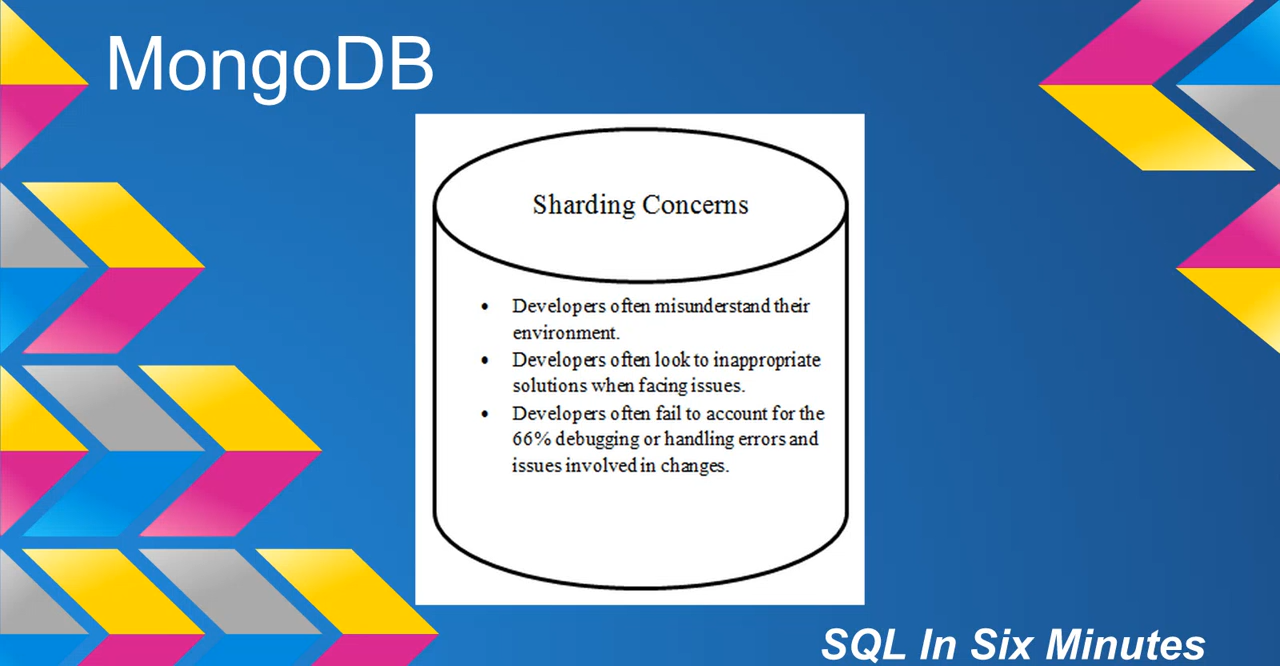 MongoDB
Sharding Concerns
• Developers often misunderstand their
environment.
• Developers often look to inappropriate
solutions when facing issues.
• Developers often fail to account for the
66% debugging or handling errors and
issues involved in changes.
SQL In Six Minutes